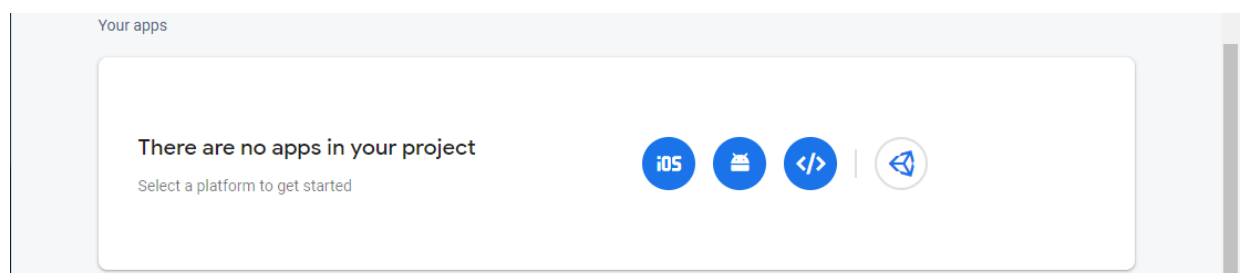 Your apps
There are no apps in your project
iOS
</>
Select a platform to get started